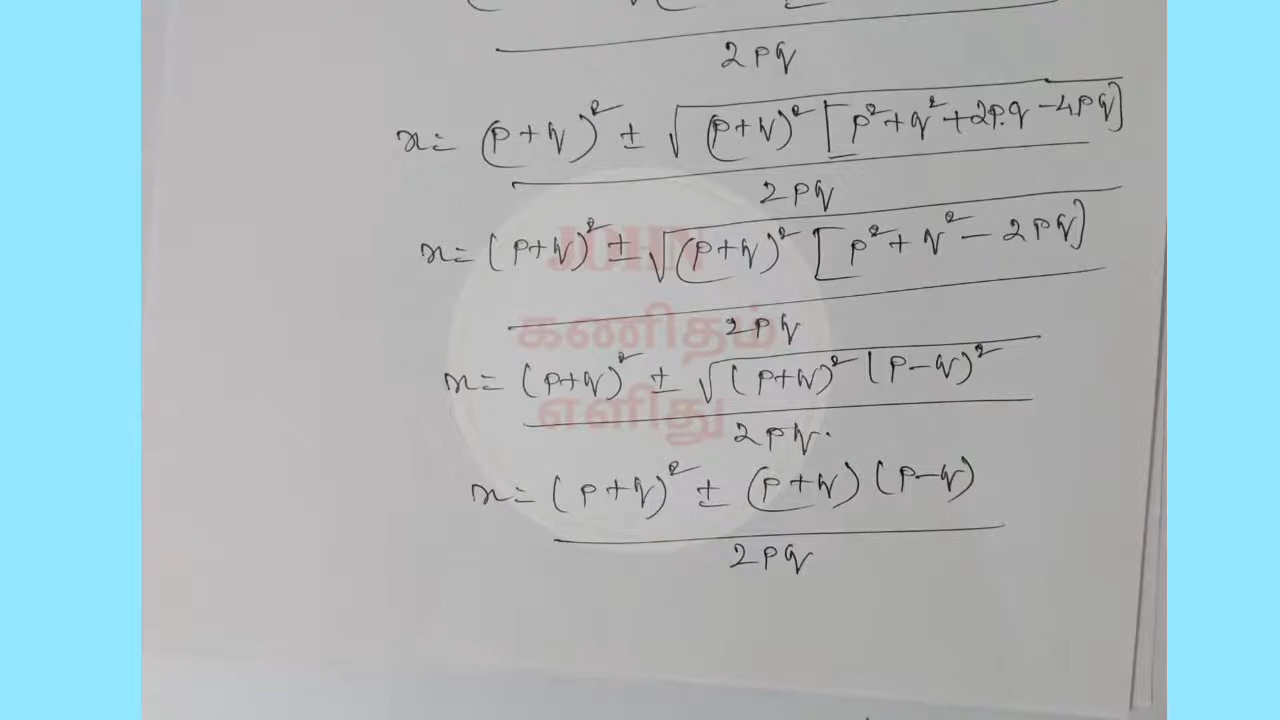 2pq
x = (p+q)² ± √(p+q)² [p²+q²+2pq-4pq]
2pq
x = (p+q)² ± √(p+q)² [p²+q²-2pq]
2pq
x = (p+q)² ± √(p+q)² (p-q)²
2pq.
x = (p+q)² ± (p+q) (p-q)
2pq
JOHN
கணிதம்
எளிது